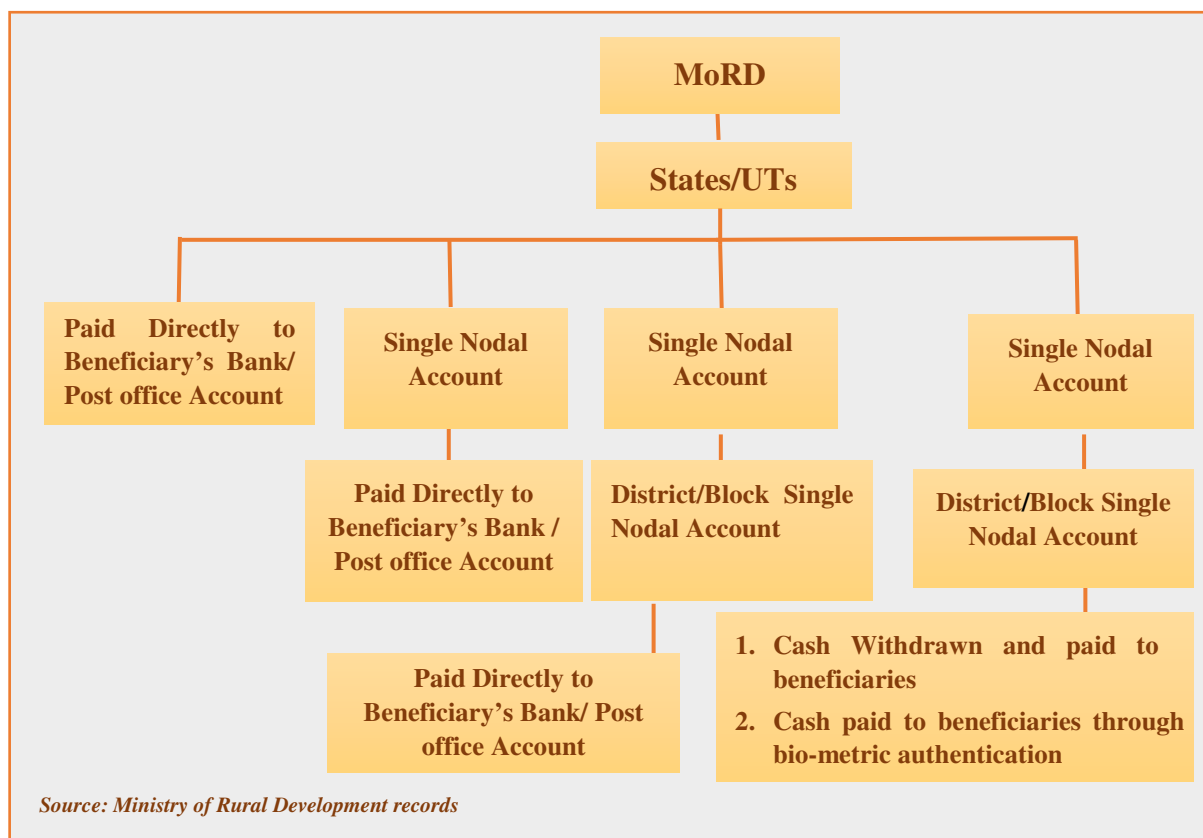 MoRD
States/UTs
Paid Directly to
Beneficiary’s Bank/
Post office Account
Single Nodal
Account
Single Nodal
Account
Single Nodal
Account
Paid Directly to
Beneficiary’s Bank /
Post office Account
District/Block Single
Nodal Account
District/Block Single
Nodal Account
Paid Directly to
Beneficiary’s Bank/ Post
office Account
1. Cash Withdrawn and paid to
beneficiaries
2. Cash paid to beneficiaries through
bio-metric authentication
Source: Ministry of Rural Development records